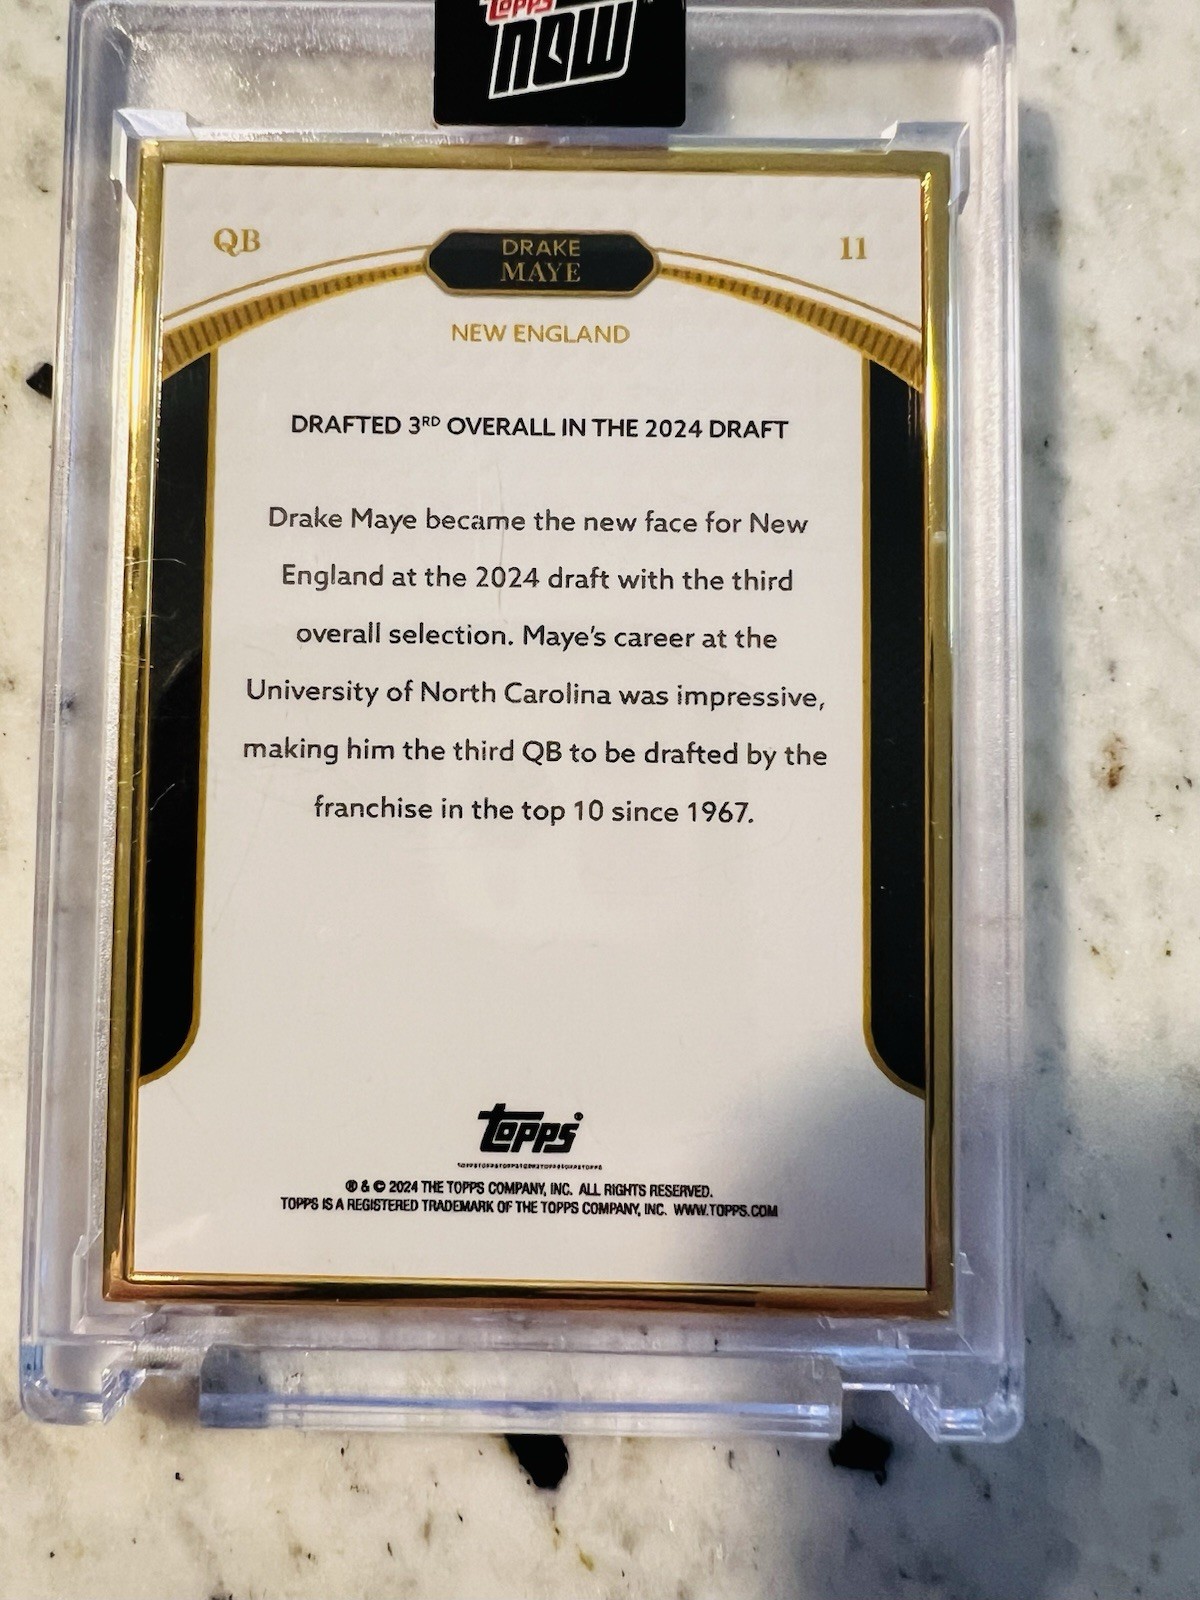 Topps
NOW
QB
DRAKE
MAYE
11
NEW ENGLAND
DRAFTED 3RD OVERALL IN THE 2024 DRAFT
Drake Maye became the new face for New
England at the 2024 draft with the third
overall selection. Maye's career at the
University of North Carolina was impressive,
making him the third QB to be drafted by the
franchise in the top 10 since 1967.
topps®
® & © 2024 THE TOPPS COMPANY, INC. ALL RIGHTS RESERVED.
TOPPS IS A REGISTERED TRADEMARK OF THE TOPPS COMPANY, INC. WWW.TOPPS.COM